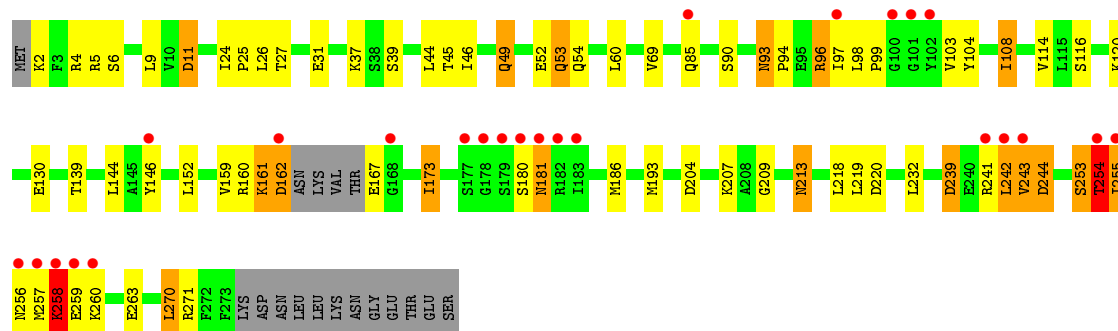 MET K2 F3 R4 R5 S6 L9 V10 D11 I24 P25 L26 T27 E31 K37 S38 S39 L44 T45 I46 Q49 E52 Q53 Q54 L60 V69 Q85 S90 N93 P94 E95 R96 I97 L98 P99 G100 G101 Y102 V103 Y104 I108 V114 L115 S116
E130 T139 L144 A145 Y146 L152 V159 R160 K161 D162 ASN LYS VAL THR E167 G168 I173 S177 G178 S179 S180 N181 R182 I183 M186 M193 D204 K207 A208 G209 N213 L218 L219 D220 L232 D239 E240 R241 L242 V243 D244 S253 T254 I255
N256 M257 K258 E259 K260 E263 L270 R271 F272 F273 LYS ASP ASN LEU LEU LYS ASN GLY GLU THR GLU SER